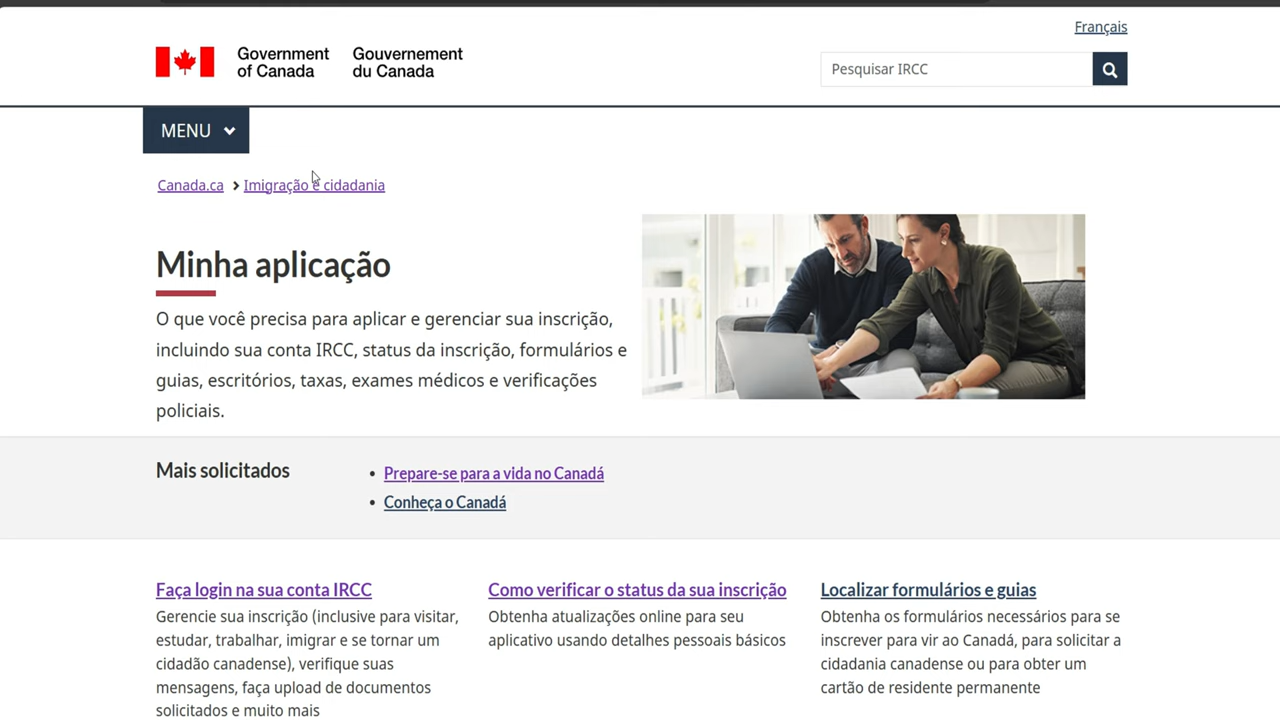 Français
Government of Canada
Gouvernement du Canada
Pesquisar IRCC
MENU
Canada.ca > Imigração e cidadania
Minha aplicação
O que você precisa para aplicar e gerenciar sua inscrição,
incluindo sua conta IRCC, status da inscrição, formulários e
guias, escritórios, taxas, exames médicos e verificações
policiais.
Mais solicitados
• Prepare-se para a vida no Canadá
• Conheça o Canadá
Faça login na sua conta IRCC
Gerencie sua inscrição (inclusive para visitar,
estudar, trabalhar, imigrar e se tornar um
cidadão canadense), verifique suas
mensagens, faça upload de documentos
solicitados e muito mais
Como verificar o status da sua inscrição
Obtenha atualizações online para seu
aplicativo usando detalhes pessoais básicos
Localizar formulários e guias
Obtenha os formulários necessários para se
inscrever para vir ao Canadá, para solicitar a
cidadania canadense ou para obter um
cartão de residente permanente